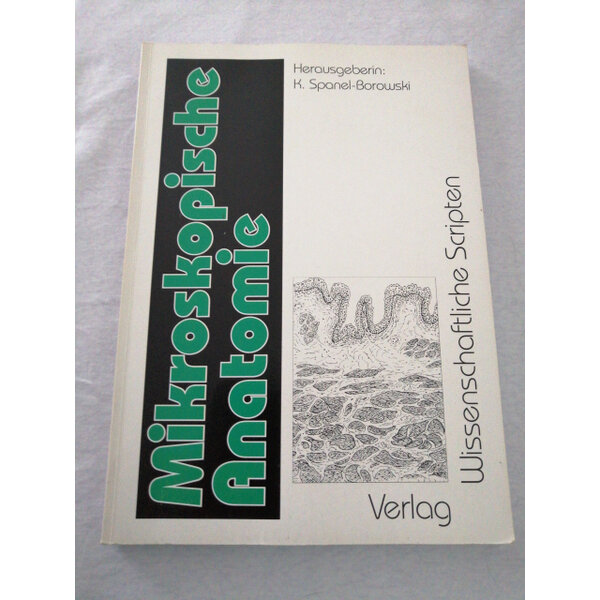 Mikroskopische
Anatomie
Herausgeberin:
K. Spanel-Borowski
Verlag
Wissenschaftliche Scripten